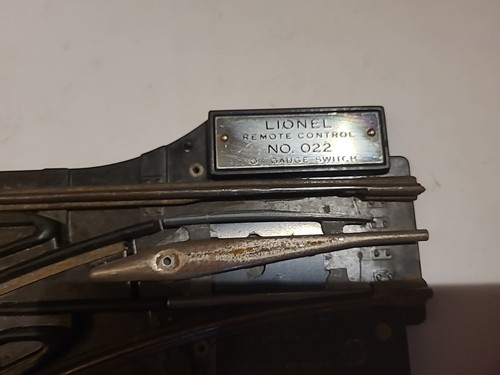 LIONEL
REMOTE CONTROL
NO. 022
"O" GAUGE SWITCH